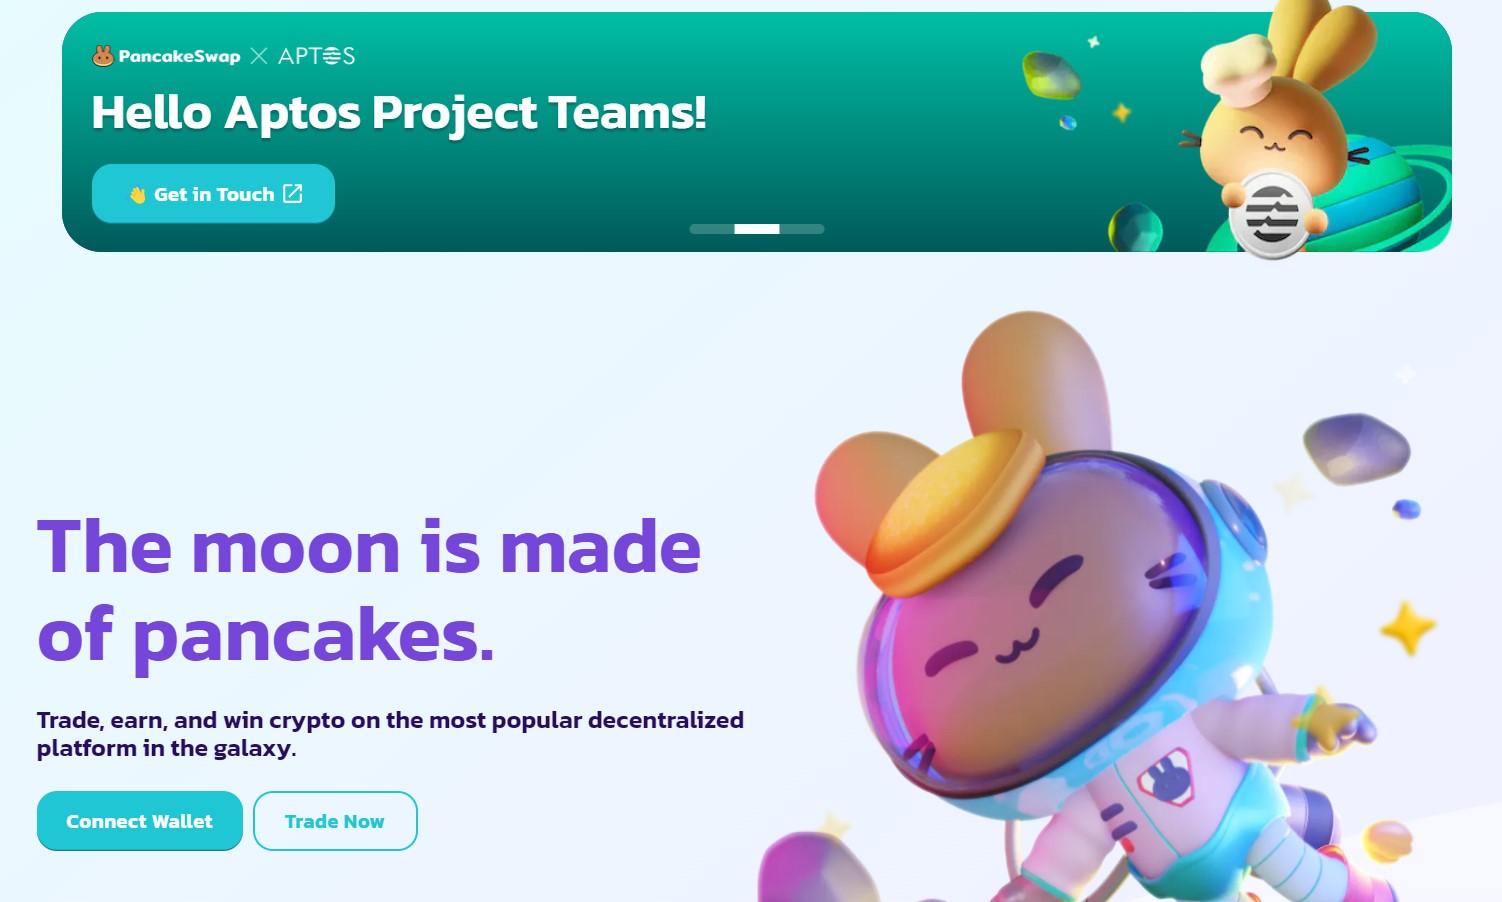 PancakeSwap × APTOS
Hello Aptos Project Teams!
👋 Get in Touch
The moon is made
of pancakes.
Trade, earn, and win crypto on the most popular decentralized
platform in the galaxy.
Connect Wallet
Trade Now